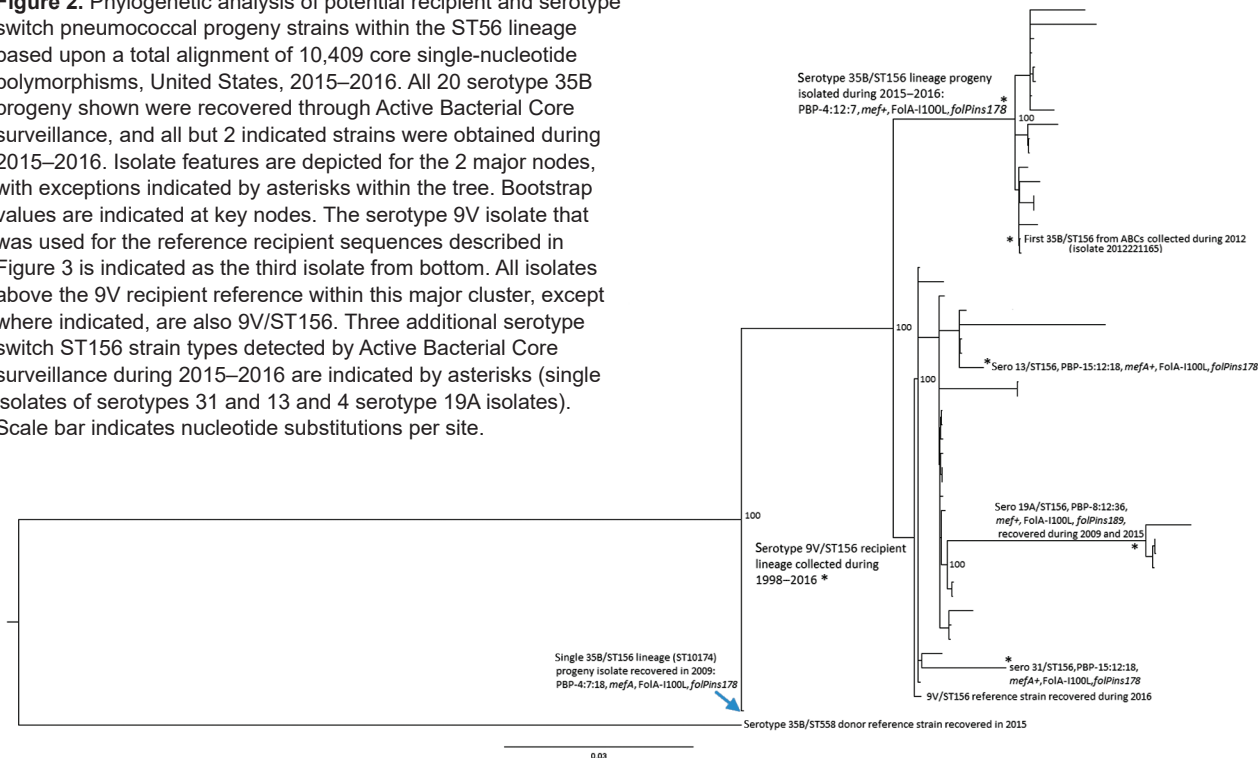 Figure 2. Phylogenetic analysis of potential recipient and serotype
switch pneumococcal progeny strains within the ST56 lineage
based upon a total alignment of 10,409 core single-nucleotide
polymorphisms, United States, 2015–2016. All 20 serotype 35B
progeny shown were recovered through Active Bacterial Core
surveillance, and all but 2 indicated strains were obtained during
2015–2016. Isolate features are depicted for the 2 major nodes,
with exceptions indicated by asterisks within the tree. Bootstrap
values are indicated at key nodes. The serotype 9V isolate that
was used for the reference recipient sequences described in
Figure 3 is indicated as the third isolate from bottom. All isolates
above the 9V recipient reference within this major cluster, except
where indicated, are also 9V/ST156. Three additional serotype
switch ST156 strain types detected by Active Bacterial Core
surveillance during 2015–2016 are indicated by asterisks (single
isolates of serotypes 31 and 13 and 4 serotype 19A isolates).
Scale bar indicates nucleotide substitutions per site.
Serotype 35B/ST156 lineage progeny
isolated during 2015–2016:
PBP-4:12:7, mef+, FolA-I100L, folPins178
*
100
* First 35B/ST156 from ABCs collected during 2012
(isolate 2012221165)
100
*Sero 13/ST156, PBP-15:12:18, mefA+, FolA-I100L, folPins178
100
Sero 19A/ST156, PBP-8:12:36,
mef+, FolA-I100L, folPins189,
recovered during 2009 and 2015
*
100
100
Serotype 9V/ST156 recipient
lineage collected during
1998–2016 *
*
sero 31/ST156,PBP-15:12:18,
mefA+,FolA-I100L,folPins178
9V/ST156 reference strain recovered during 2016
Single 35B/ST156 lineage (ST10174)
progeny isolate recovered in 2009:
PBP-4:7:18, mefA, FolA-I100L, folPins178
Serotype 35B/ST558 donor reference strain recovered in 2015
0.03